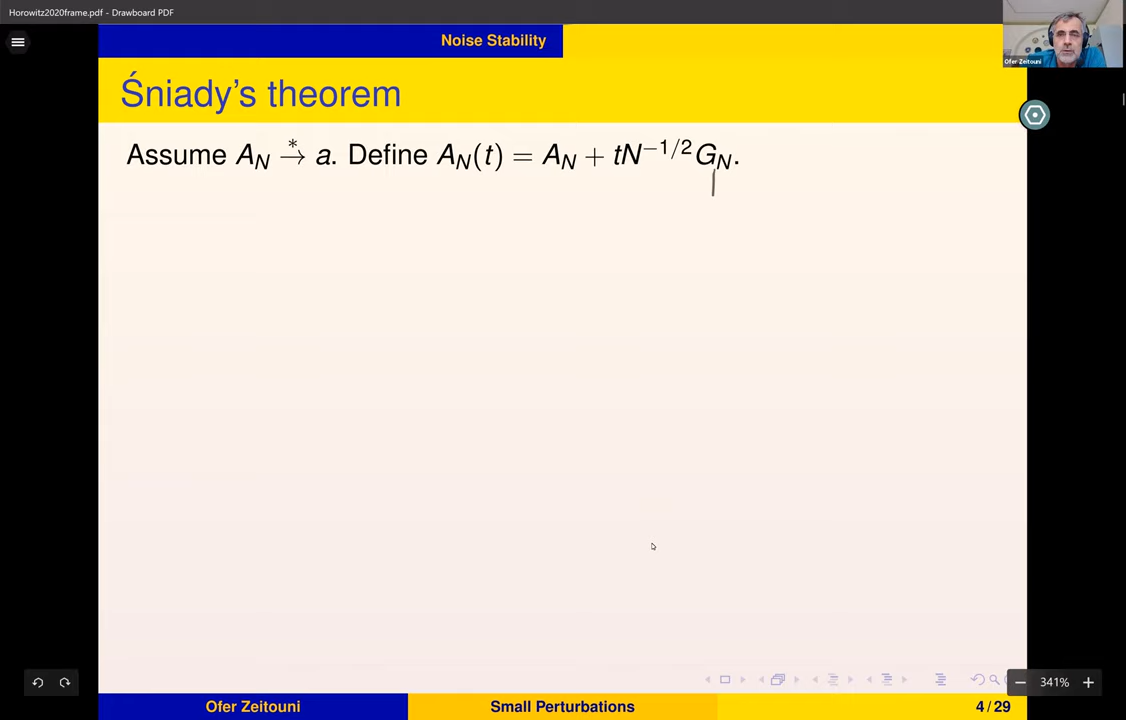 Horowitz2020frame.pdf - Drawboard PDF
Noise Stability
Ofer Zeitouni
Śniady's theorem
Assume A_N →* a. Define A_N(t) = A_N + tN^{-1/2}G_N.
341%
Ofer Zeitouni Small Perturbations 4 / 29